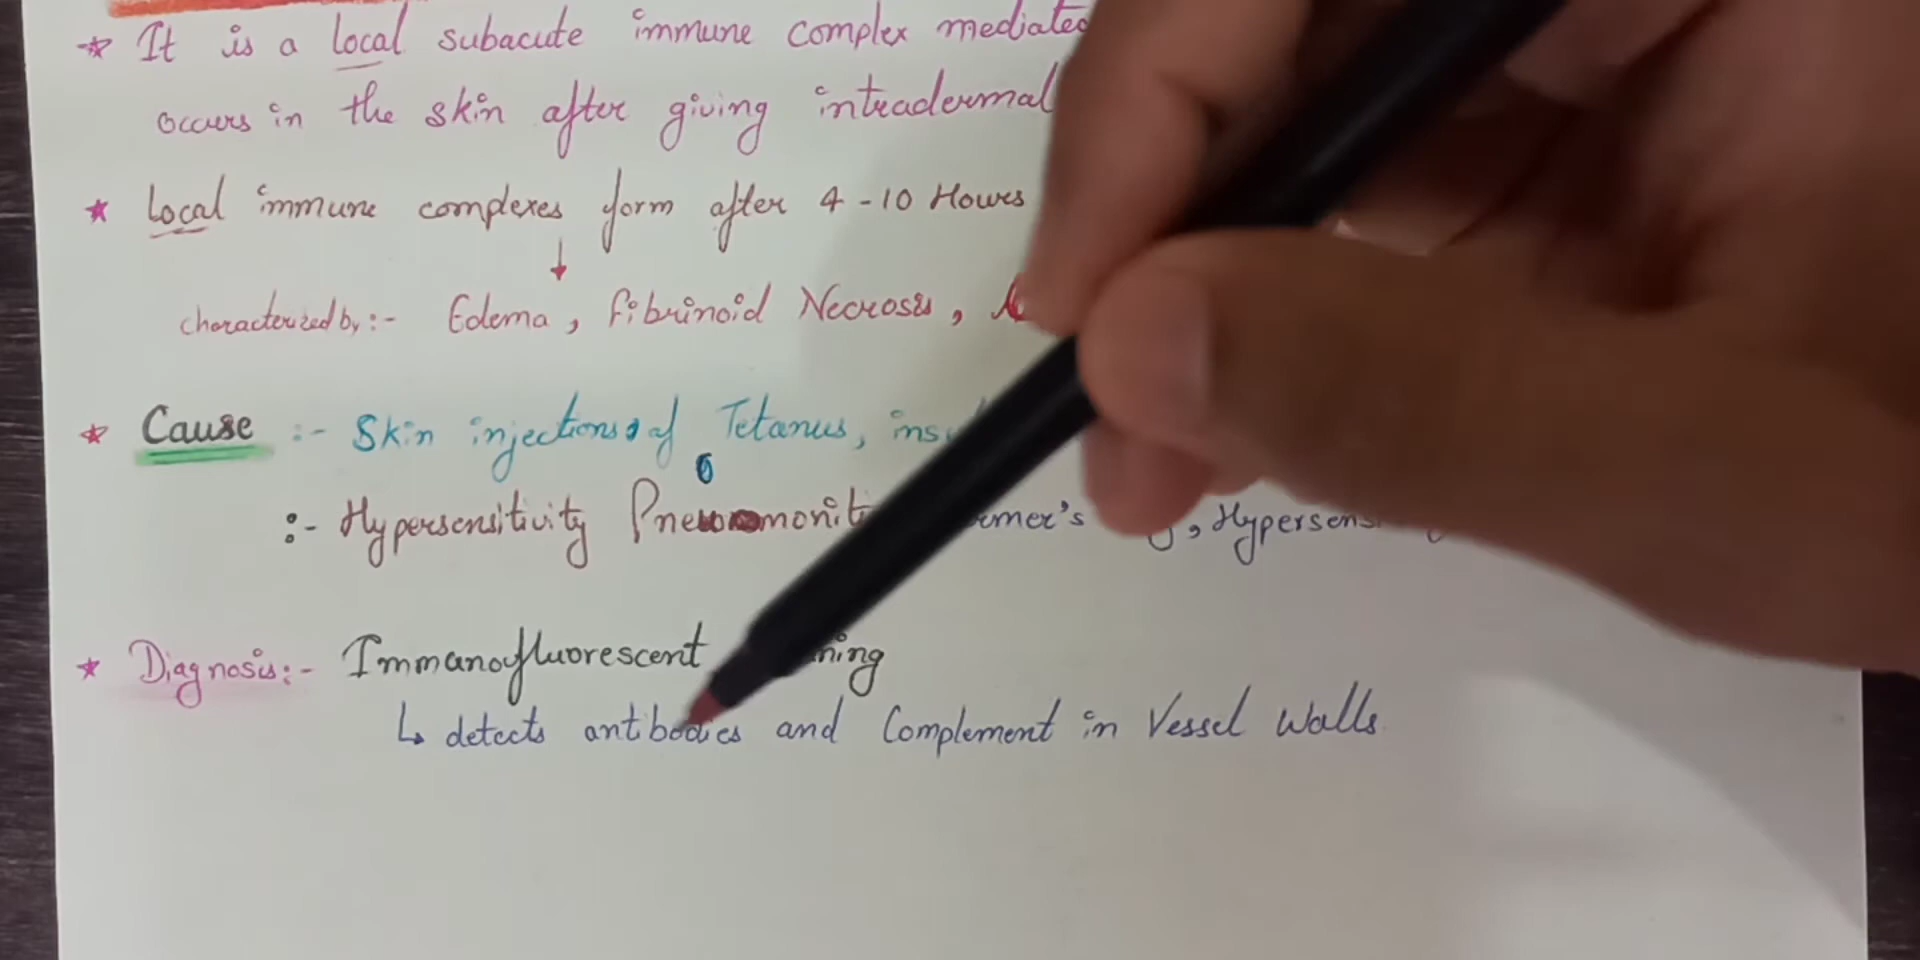 * It is a local subacute immune complex mediated
occurs in the skin after giving intradermal
* Local immune complexes form after 4 - 10 Hours
↓
characterized by :- Edema, Fibrinoid Necrosis,
* Cause :- Skin injections of Tetanus,
:- Hypersensitivity
* Diagnosis :- Immanofluorescent
↳ detects antibodies and Complement in Vessel Walls.